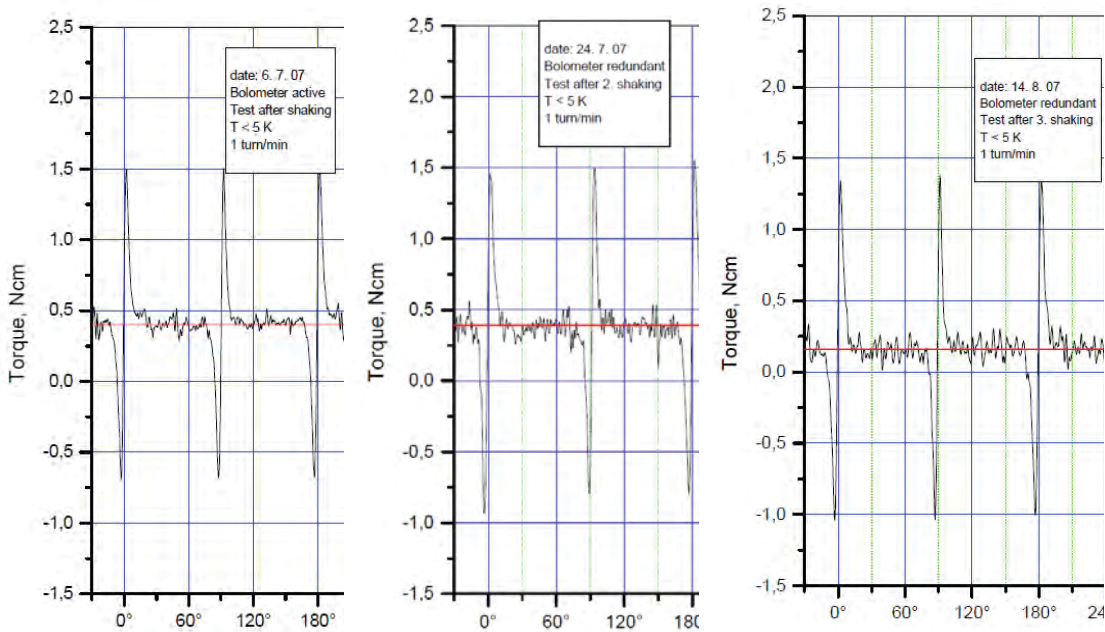 2,5
2,0
1,5
1,0
0,5
0,0
-0,5
-1,0
-1,5
Torque, Ncm
date: 6. 7. 07
Bolometer active
Test after shaking
T < 5 K
1 turn/min
0° 60° 120° 180°
2,5
2,0
1,5
1,0
0,5
0,0
-0,5
-1,0
-1,5
Torque, Ncm
date: 24. 7. 07
Bolometer redundant
Test after 2. shaking
T < 5 K
1 turn/min
0° 60° 120° 180
2,5
2,0
1,5
1,0
0,5
0,0
-0,5
-1,0
-1,5
Torque, Ncm
date: 14. 8. 07
Bolometer redundant
Test after 3. shaking
T < 5 K
1 turn/min
0° 60° 120° 180° 24